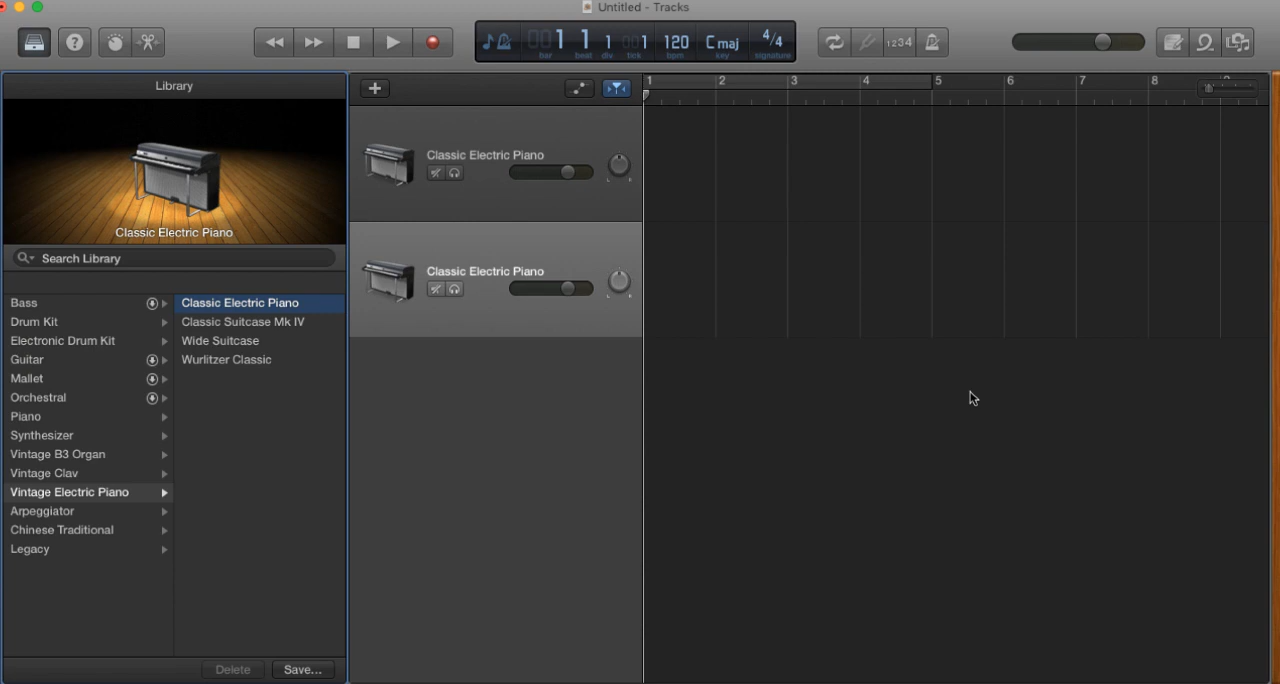 Untitled - Tracks
1 1 1 1 120 C maj 4/4
bar beat div tick bpm key signature
1234
Library
Classic Electric Piano
Search Library
Bass
Drum Kit
Electronic Drum Kit
Guitar
Mallet
Orchestral
Piano
Synthesizer
Vintage B3 Organ
Vintage Clav
Vintage Electric Piano
Arpeggiator
Chinese Traditional
Legacy
Classic Electric Piano
Classic Suitcase Mk IV
Wide Suitcase
Wurlitzer Classic
Delete Save...
Classic Electric Piano
Classic Electric Piano
1 2 3 4 5 6 7 8